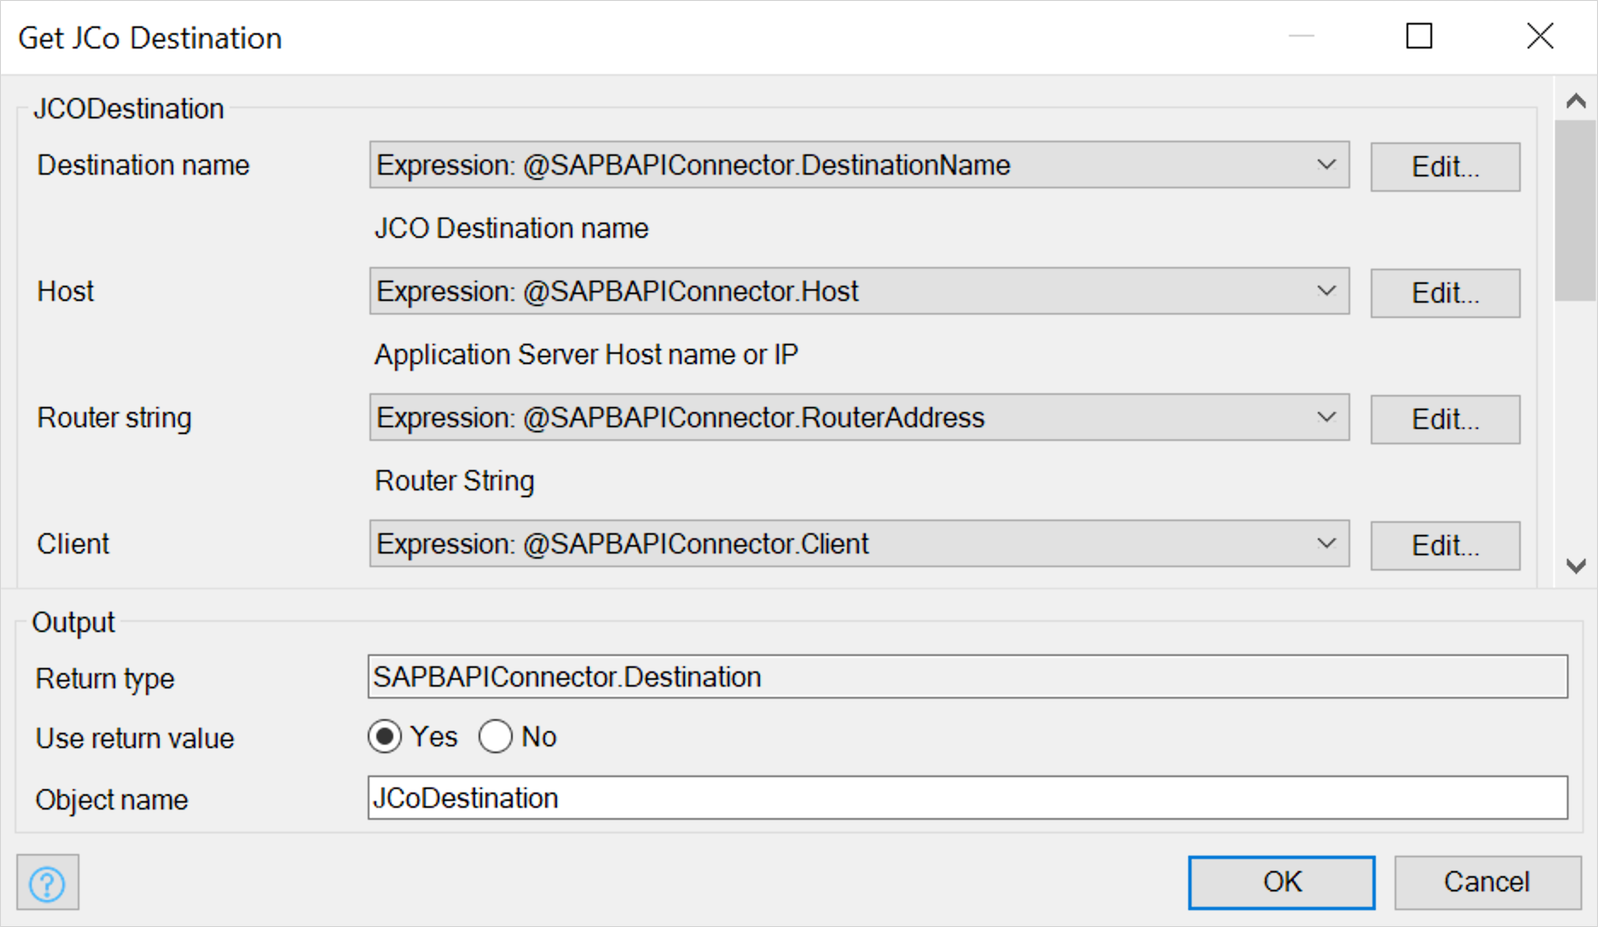 Get JCo Destination
JCODestination
Destination name Expression: @SAPBAPIConnector.DestinationName Edit...
JCO Destination name
Host Expression: @SAPBAPIConnector.Host Edit...
Application Server Host name or IP
Router string Expression: @SAPBAPIConnector.RouterAddress Edit...
Router String
Client Expression: @SAPBAPIConnector.Client Edit...
Output
Return type SAPBAPIConnector.Destination
Use return value Yes No
Object name JCoDestination
? OK Cancel